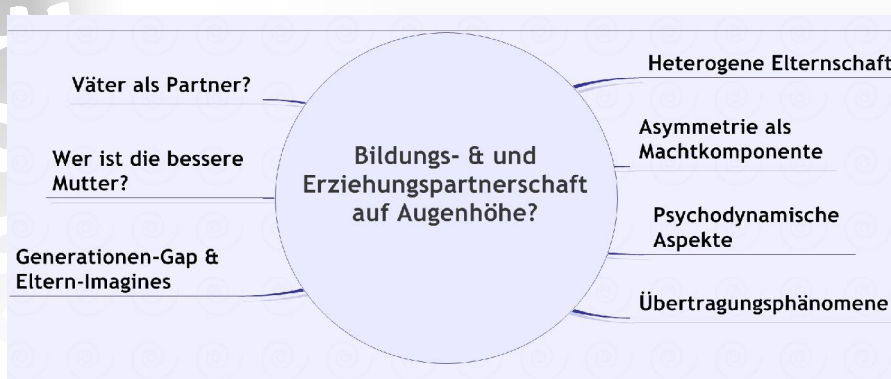 Väter als Partner?
Wer ist die bessere
Mutter?
Generationen-Gap &
Eltern-Imagines
Bildungs- & und
Erziehungspartnerschaft
auf Augenhöhe?
Heterogene Elternschaft
Asymmetrie als
Machtkomponente
Psychodynamische
Aspekte
Übertragungsphänomene